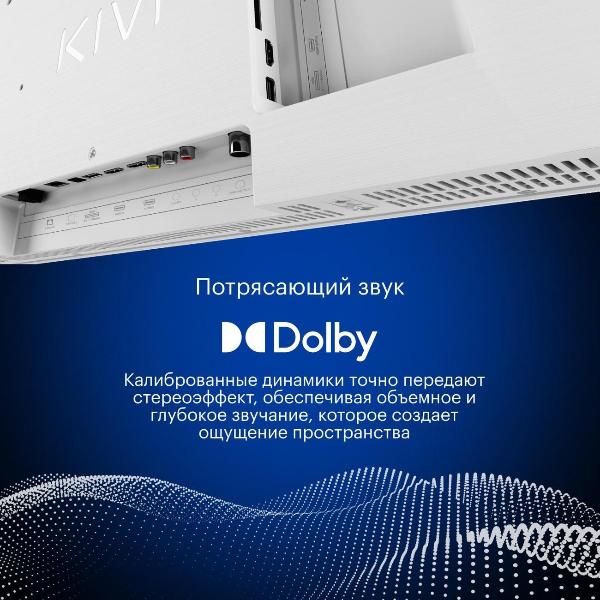 KIVI
Потрясающий звук
Dolby
Калиброванные динамики точно передают
стереоэффект, обеспечивая объемное и
глубокое звучание, которое создает
ощущение пространства